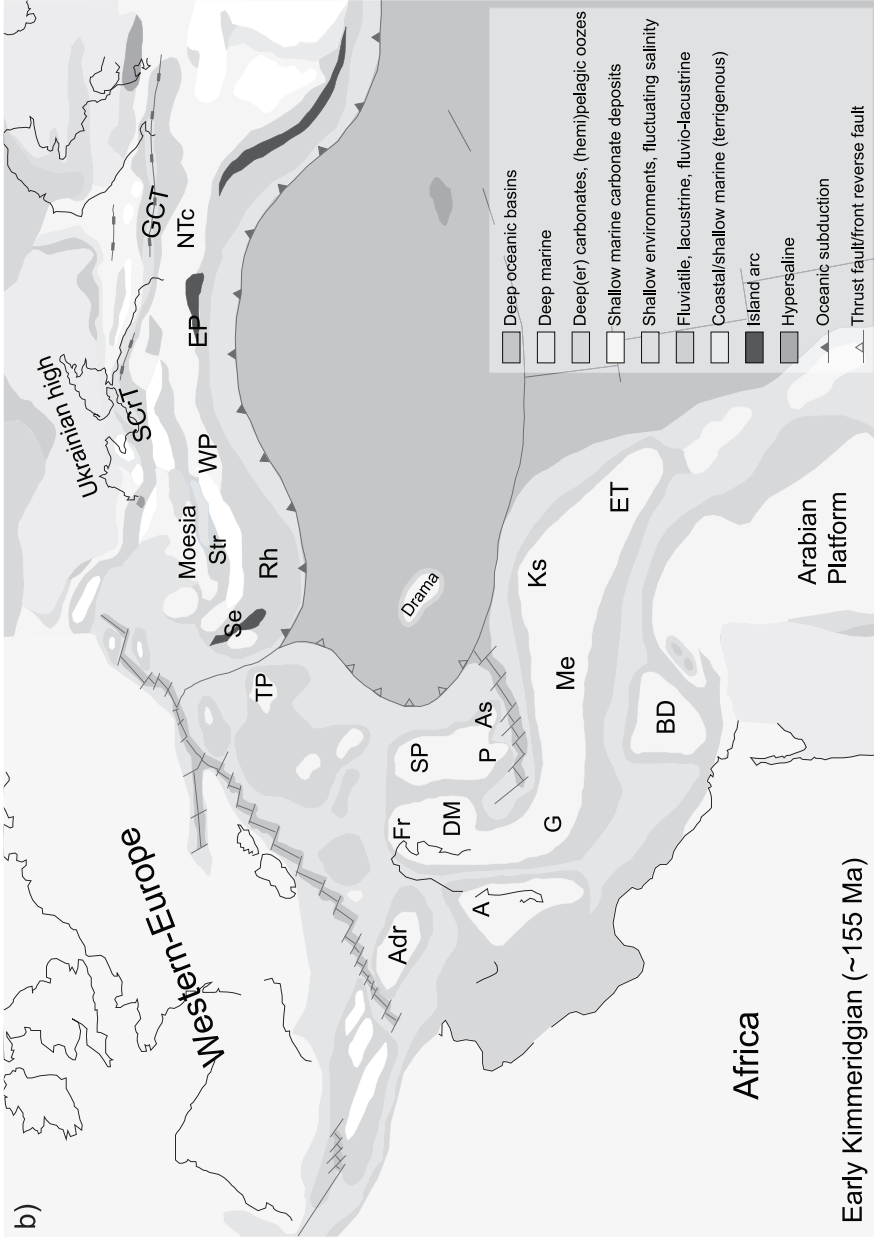 b)
Western-Europe
Ukrainian high
SCrT
GCT
NTc
EP
WP
Moesia
Str
Rh
Se
TP
Drama
SP
As
P
Fr
DM
G
Adr
A
Ks
Me
ET
BD
Arabian
Platform
Africa
Early Kimmeridgian (~155 Ma)
Deep oceanic basins
Deep marine
Deep(er) carbonates, (hemi)pelagic oozes
Shallow marine carbonate deposits
Shallow environments, fluctuating salinity
Fluviatile, lacustrine, fluvio-lacustrine
Coastal/shallow marine (terrigenous)
Island arc
Hypersaline
Oceanic subduction
Thrust fault/front reverse fault